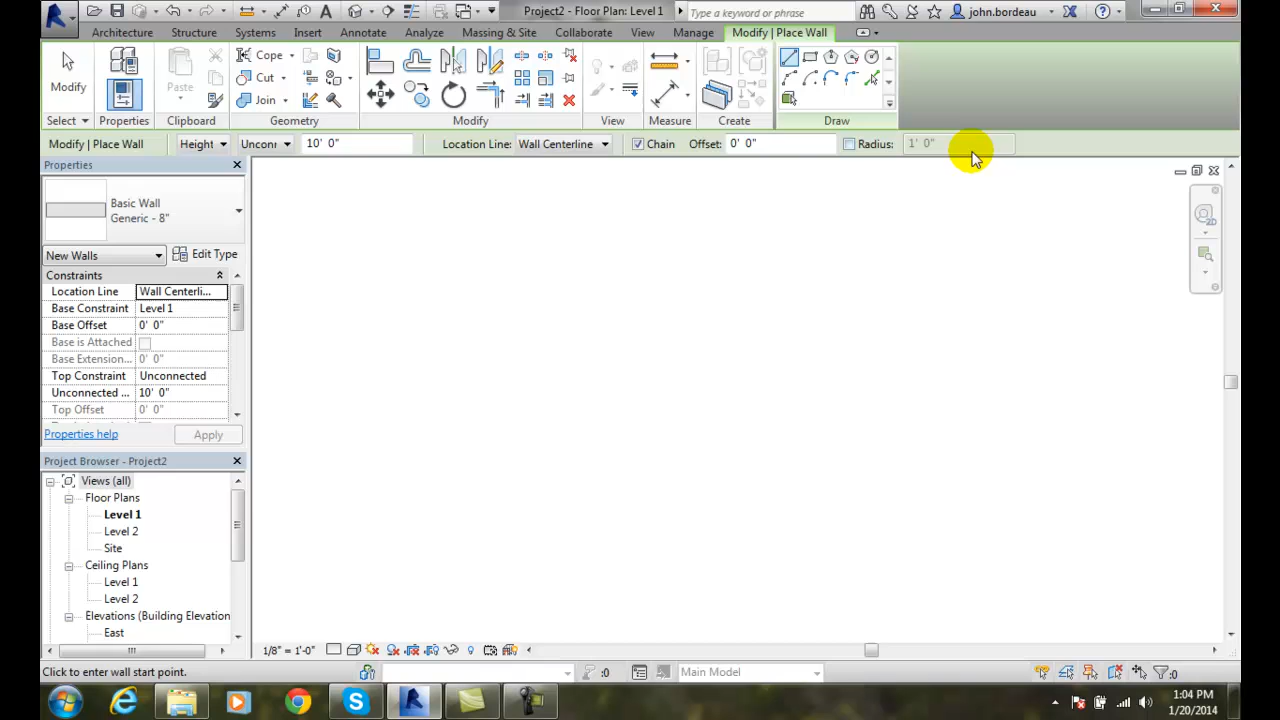 Project2 - Floor Plan: Level 1
Type a keyword or phrase
john.bordeau
Architecture Structure Systems Insert Annotate Analyze Massing & Site Collaborate View Manage Modify | Place Wall
Modify
Properties
Paste
Cope
Cut
Join
Select Properties Clipboard Geometry Modify View Measure Create Draw
Modify | Place Wall Height Uncon 10' 0" Location Line: Wall Centerline Chain Offset: 0' 0" Radius: 1' 0"
Properties
Basic Wall
Generic - 8"
New Walls Edit Type
Constraints
Location Line Wall Centerli...
Base Constraint Level 1
Base Offset 0' 0"
Base is Attached
Base Extension... 0' 0"
Top Constraint Unconnected
Unconnected ... 10' 0"
Top Offset 0' 0"
Properties help Apply
Project Browser - Project2
Views (all)
Floor Plans
Level 1
Level 2
Site
Ceiling Plans
Level 1
Level 2
Elevations (Building Elevation
East
2D
1/8" = 1'-0"
Click to enter wall start point.
:0
Main Model
:0
1:04 PM
1/20/2014